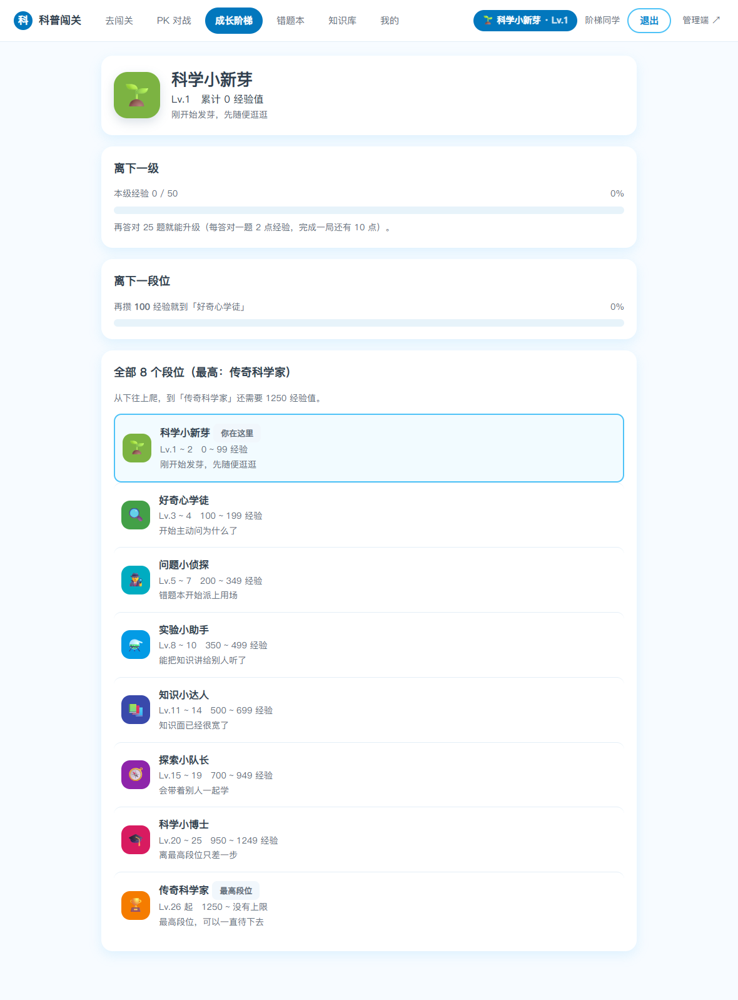 科 科普闯关 去闯关 PK 对战 成长阶梯 错题本 知识库 我的 科学小新芽 · Lv.1 阶梯同学 退出 管理端 ↗
科学小新芽
Lv.1 累计 0 经验值
刚开始发芽，先随便逛逛
离下一级
本级经验 0 / 50 0%
再答对 25 题就能升级（每答对一题 2 点经验，完成一局还有 10 点）。
离下一段位
再攒 100 经验就到「好奇心学徒」 0%
全部 8 个段位（最高：传奇科学家）
从下往上爬，到「传奇科学家」还需要 1250 经验值。
科学小新芽 你在这里
Lv.1 ~ 2 0 ~ 99 经验
刚开始发芽，先随便逛逛
好奇心学徒
Lv.3 ~ 4 100 ~ 199 经验
开始主动问为什么了
问题小侦探
Lv.5 ~ 7 200 ~ 349 经验
错题本开始派上用场
实验小助手
Lv.8 ~ 10 350 ~ 499 经验
能把知识讲给别人听了
知识小达人
Lv.11 ~ 14 500 ~ 699 经验
知识面已经很宽了
探索小队长
Lv.15 ~ 19 700 ~ 949 经验
会带着别人一起学
科学小博士
Lv.20 ~ 25 950 ~ 1249 经验
离最高段位只差一步
传奇科学家 最高段位
Lv.26 起 1250 ~ 没有上限
最高段位，可以一直待下去